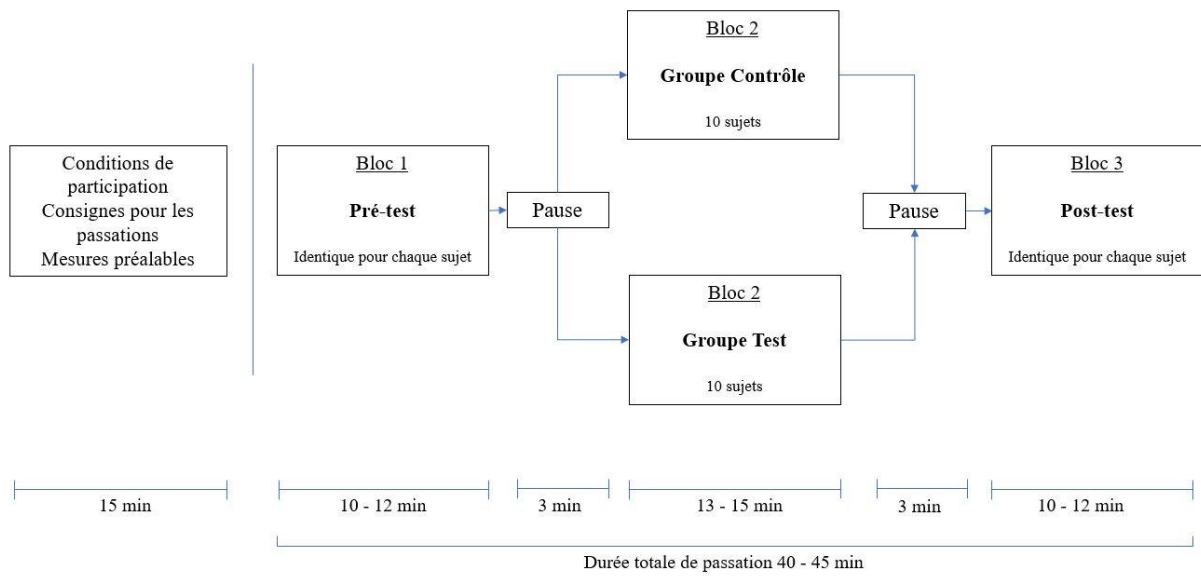 Conditions de
participation
Consignes pour les
passations
Mesures préalables
Bloc 1
Pré-test
Identique pour chaque sujet
Pause
Bloc 2
Groupe Contrôle
10 sujets
Bloc 2
Groupe Test
10 sujets
Pause
Bloc 3
Post-test
Identique pour chaque sujet
15 min
10 - 12 min
3 min
13 - 15 min
3 min
10 - 12 min
Durée totale de passation 40 - 45 min